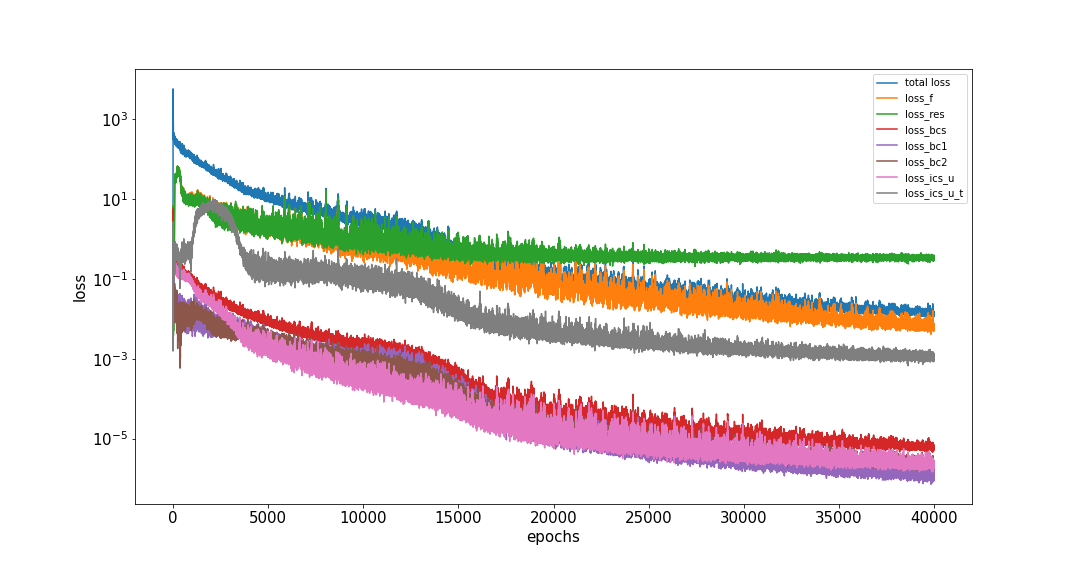 total loss
loss_f
loss_res
loss_bcs
loss_bc1
loss_bc2
loss_ics_u
loss_ics_u_t
10³
10¹
10⁻¹
10⁻³
10⁻⁵
loss
0 5000 10000 15000 20000 25000 30000 35000 40000
epochs